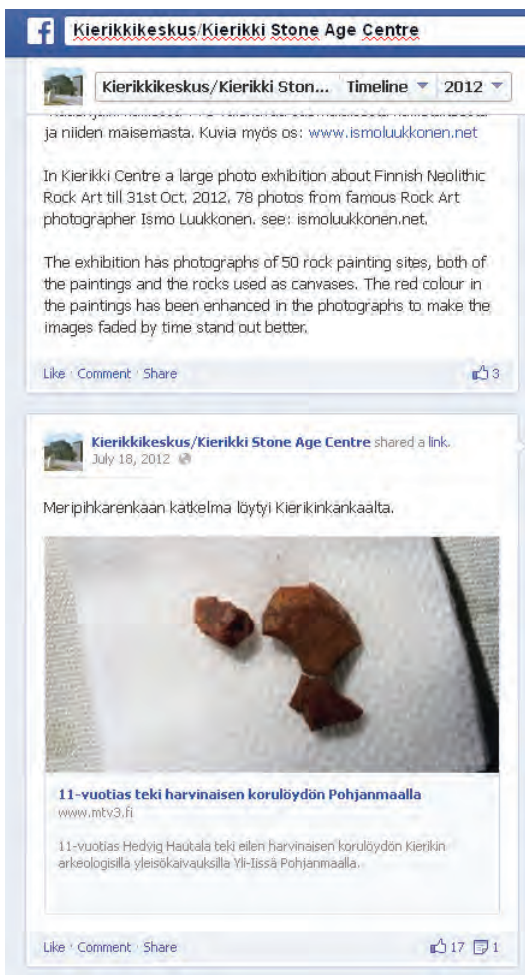 Kierikkikeskus/Kierikki Stone Age Centre
Kierikkikeskus/Kierikki Ston... Timeline 2012
ja niiden maisemasta. Kuvia myös os: www.ismoluukkonen.net
In Kierikki Centre a large photo exhibition about Finnish Neolithic
Rock Art till 31st Oct. 2012. 78 photos from famous Rock Art
photographer Ismo Luukkonen. see: ismoluukkonen.net.
The exhibition has photographs of 50 rock painting sites, both of
the paintings and the rocks used as canvases. The red colour in
the paintings has been enhanced in the photographs to make the
images faded by time stand out better.
Like · Comment · Share 3
Kierikkikeskus/Kierikki Stone Age Centre shared a link.
July 18, 2012
Meripihkarenkaan katkelma löytyi Kierikinkankaalta.
11-vuotias teki harvinaisen korulöydön Pohjanmaalla
www.mtv3.fi
11-vuotias Hedvig Hautala teki eilen harvinaisen korulöydön Kierikin
arkeologisilla yleisökaivauksilla Yli-Iissä Pohjanmaalla.
Like · Comment · Share 17 1